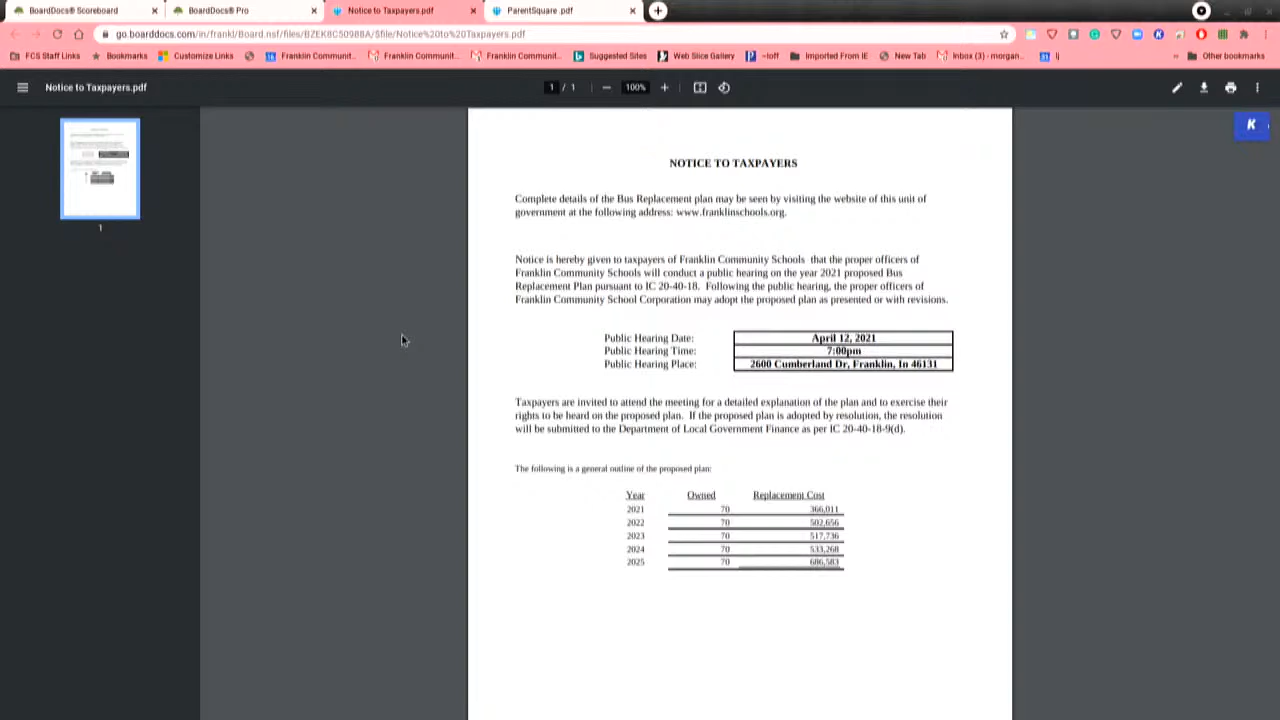 BoardDocs® Scoreboard
BoardDocs® Pro
Notice to Taxpayers.pdf
ParentSquare .pdf
go.boarddocs.com/in/frankl/Board.nsf/files/BZEK8C50988A/$file/Notice%20to%20Taxpayers.pdf
FCS Staff Links
Bookmarks
Customize Links
Franklin Communit...
Franklin Communit...
Franklin Communit...
Suggested Sites
Web Slice Gallery
Imported From IE
New Tab
Inbox (3) - morgan...
Other bookmarks
Notice to Taxpayers.pdf
1 / 1
100%
K
1
NOTICE TO TAXPAYERS
Complete details of the Bus Replacement plan may be seen by visiting the website of this unit of
government at the following address: www.franklinschools.org.
Notice is hereby given to taxpayers of Franklin Community Schools that the proper officers of
Franklin Community Schools will conduct a public hearing on the year 2021 proposed Bus
Replacement Plan pursuant to IC 20-40-18. Following the public hearing, the proper officers of
Franklin Community School Corporation may adopt the proposed plan as presented or with revisions.
Public Hearing Date: April 12, 2021
Public Hearing Time: 7:00pm
Public Hearing Place: 2600 Cumberland Dr, Franklin, In 46131
Taxpayers are invited to attend the meeting for a detailed explanation of the plan and to exercise their
rights to be heard on the proposed plan. If the proposed plan is adopted by resolution, the resolution
will be submitted to the Department of Local Government Finance as per IC 20-40-18-9(d).
The following is a general outline of the proposed plan:
Year Owned Replacement Cost
2021 70 366,011
2022 70 502,656
2023 70 517,736
2024 70 533,268
2025 70 686,583